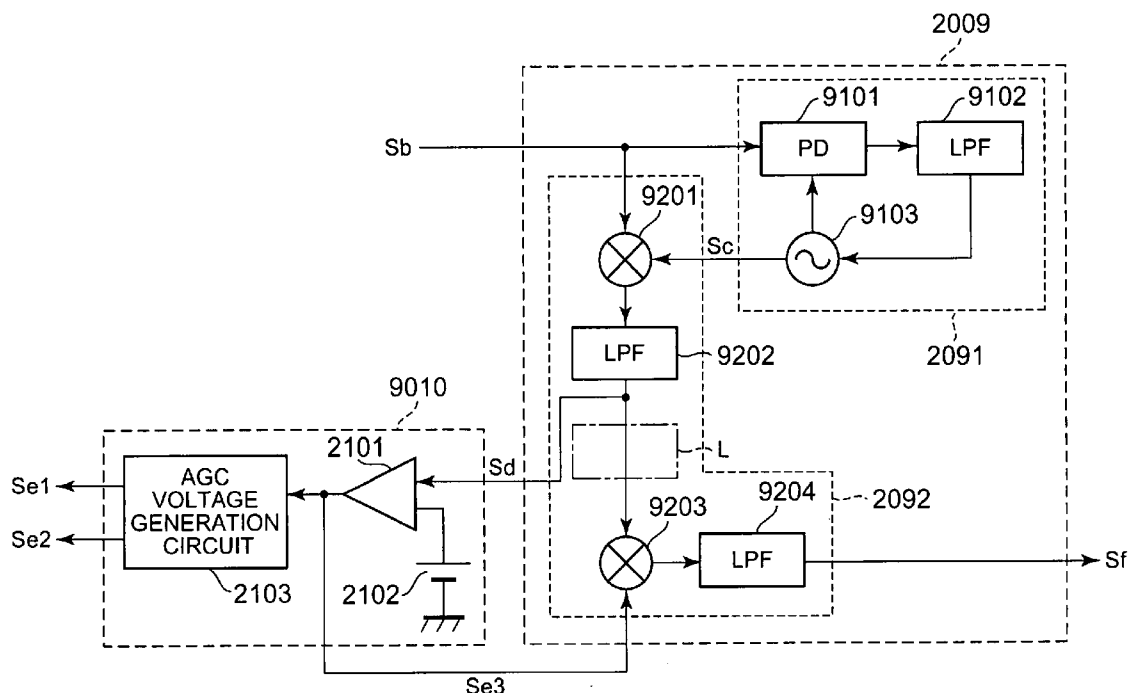 2009
9101
9102
Sb
PD
LPF
9201
9103
Sc
LPF
9202
2091
9010
2101
L
Sd
Se1
AGC
VOLTAGE
GENERATION
CIRCUIT
9203
9204
2092
Se2
LPF
Sf
2103
2102
Se3